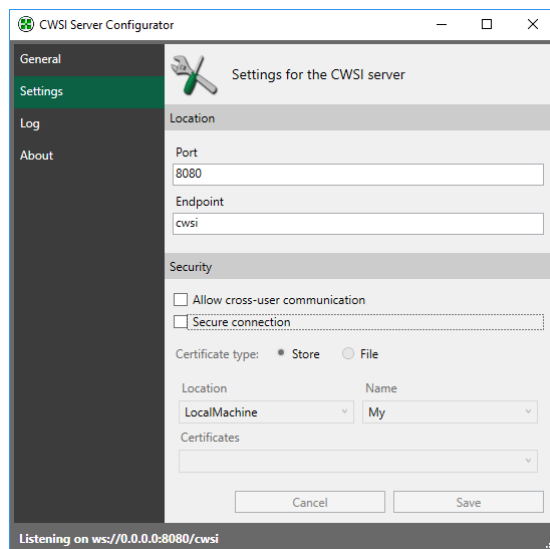 CWSI Server Configurator
General
Settings
Log
About
Settings for the CWSI server
Location
Port
8080
Endpoint
cwsi
Security
Allow cross-user communication
Secure connection
Certificate type: Store File
Location Name
LocalMachine My
Certificates
Cancel Save
Listening on ws://0.0.0.0:8080/cwsi